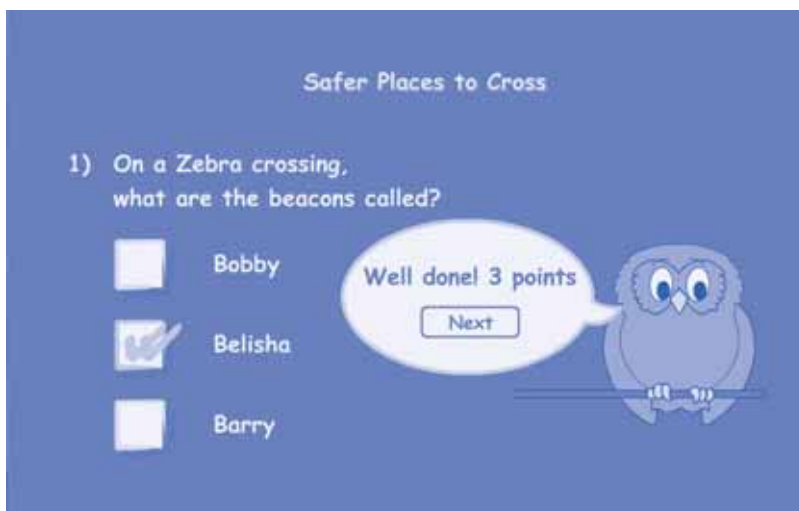 Safer Places to Cross
1) On a Zebra crossing,
what are the beacons called?
Bobby
Well done! 3 points
Next
Belisha
Barry